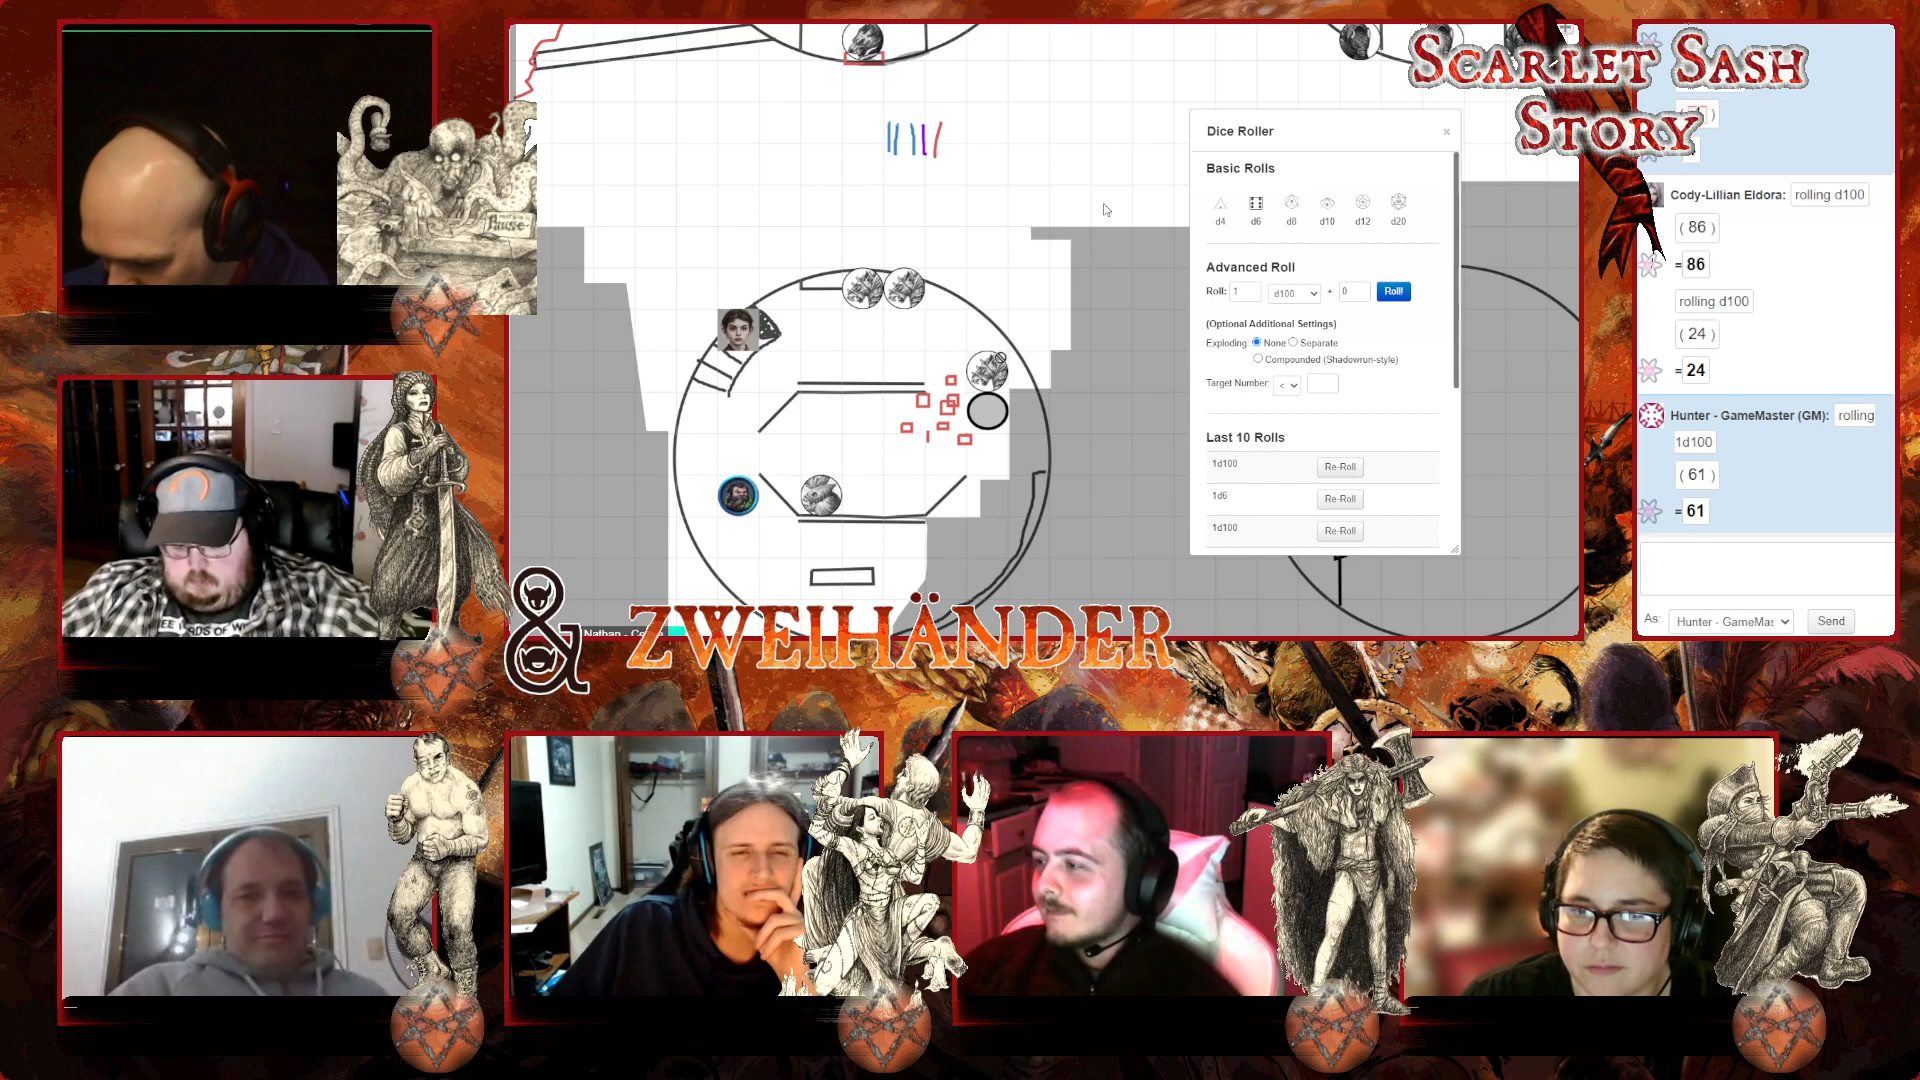 Scarlet Sash
Story
Pause-
Dice Roller
×
Basic Rolls
d4 d6 d8 d10 d12 d20
Advanced Roll
Roll: 1 d100 + 0 Roll!
(Optional Additional Settings)
Exploding: None Separate
Compounded (Shadowrun-style)
Target Number: <
Last 10 Rolls
1d100 Re-Roll
1d6 Re-Roll
1d100 Re-Roll
Cody-Lillian Eldora: rolling d100
( 86 )
= 86
rolling d100
( 24 )
= 24
Hunter - GameMaster (GM): rolling
1d100
( 61 )
= 61
As: Hunter - GameMas Send
Nathan - Ce
& ZWEIHÄNDER